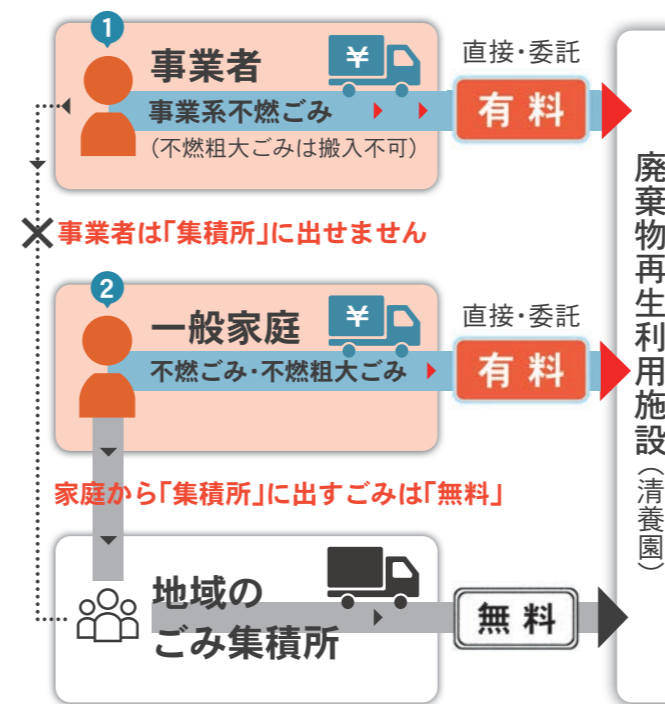 1
事業者
¥
直接・委託
事業系不燃ごみ
有料
(不燃粗大ごみは搬入不可)
事業者は「集積所」に出せません
2
一般家庭
¥
直接・委託
不燃ごみ・不燃粗大ごみ
有料
家庭から「集積所」に出すごみは「無料」
地域の
ごみ集積所
無料
廃棄物再生利用施設(清養園)